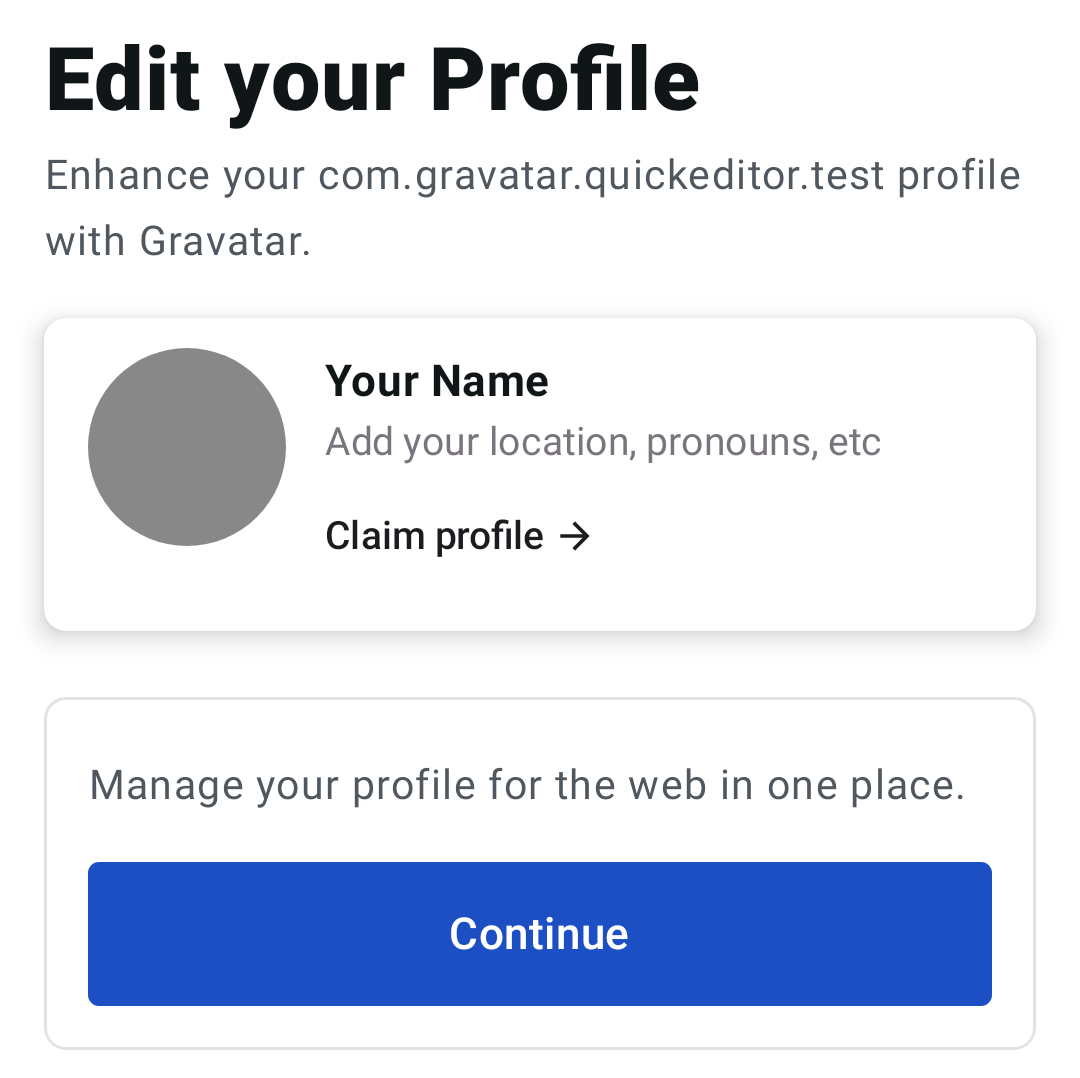 Edit your Profile
Enhance your com.gravatar.quickeditor.test profile
with Gravatar.
Your Name
Add your location, pronouns, etc
Claim profile →
Manage your profile for the web in one place.
Continue